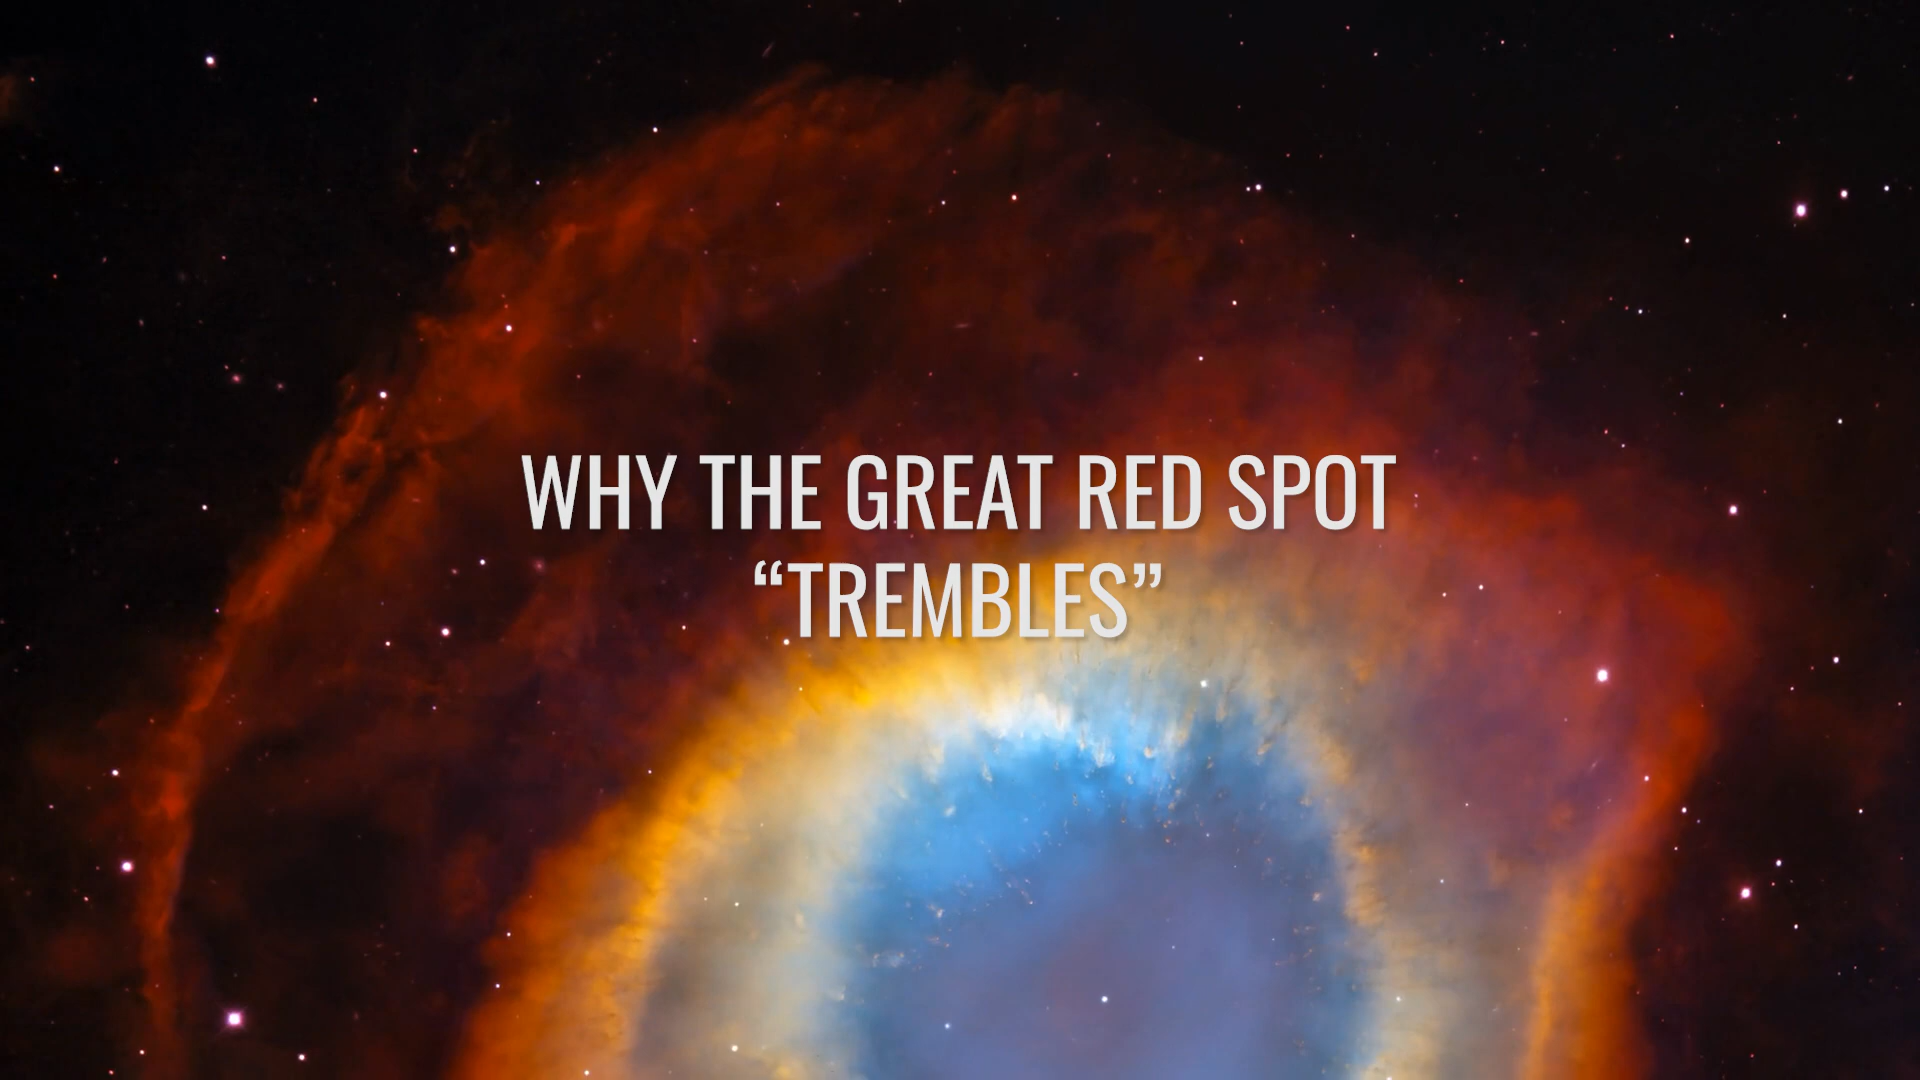 WHY THE GREAT RED SPOT
“TREMBLES”